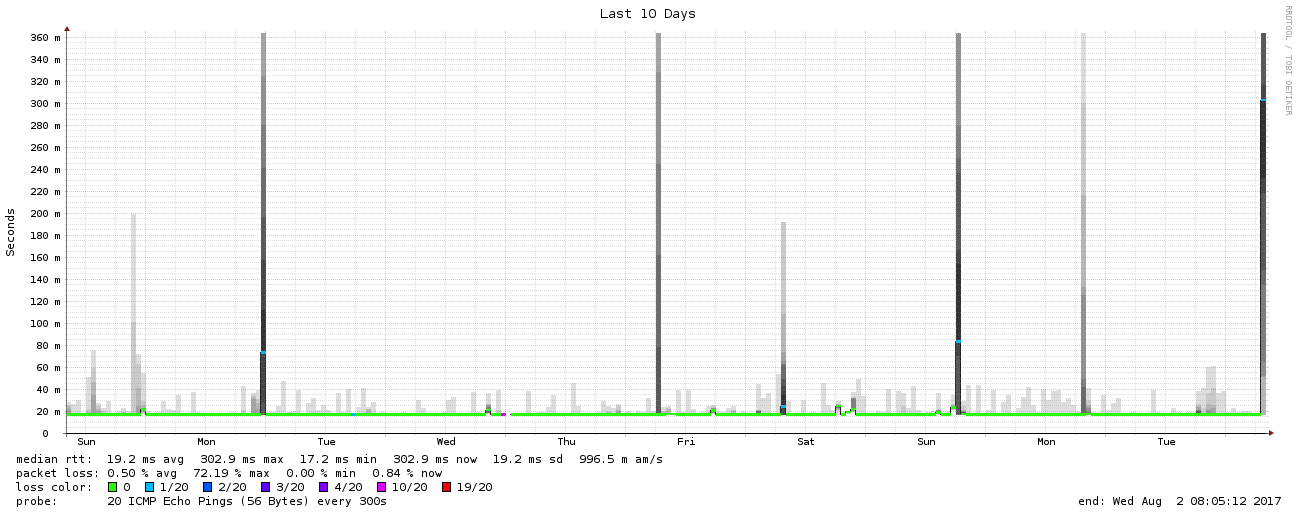 Last 10 Days
RRDTOOL / TOBI OETIKER
Seconds
360 m
340 m
320 m
300 m
280 m
260 m
240 m
220 m
200 m
180 m
160 m
140 m
120 m
100 m
80 m
60 m
40 m
20 m
0
Sun Mon Tue Wed Thu Fri Sat Sun Mon Tue
median rtt: 19.2 ms avg 302.9 ms max 17.2 ms min 302.9 ms now 19.2 ms sd 996.5 m am/s
packet loss: 0.50 % avg 72.19 % max 0.00 % min 0.84 % now
loss color: 0 1/20 2/20 3/20 4/20 10/20 19/20
probe: 20 ICMP Echo Pings (56 Bytes) every 300s end: Wed Aug 2 08:05:12 2017